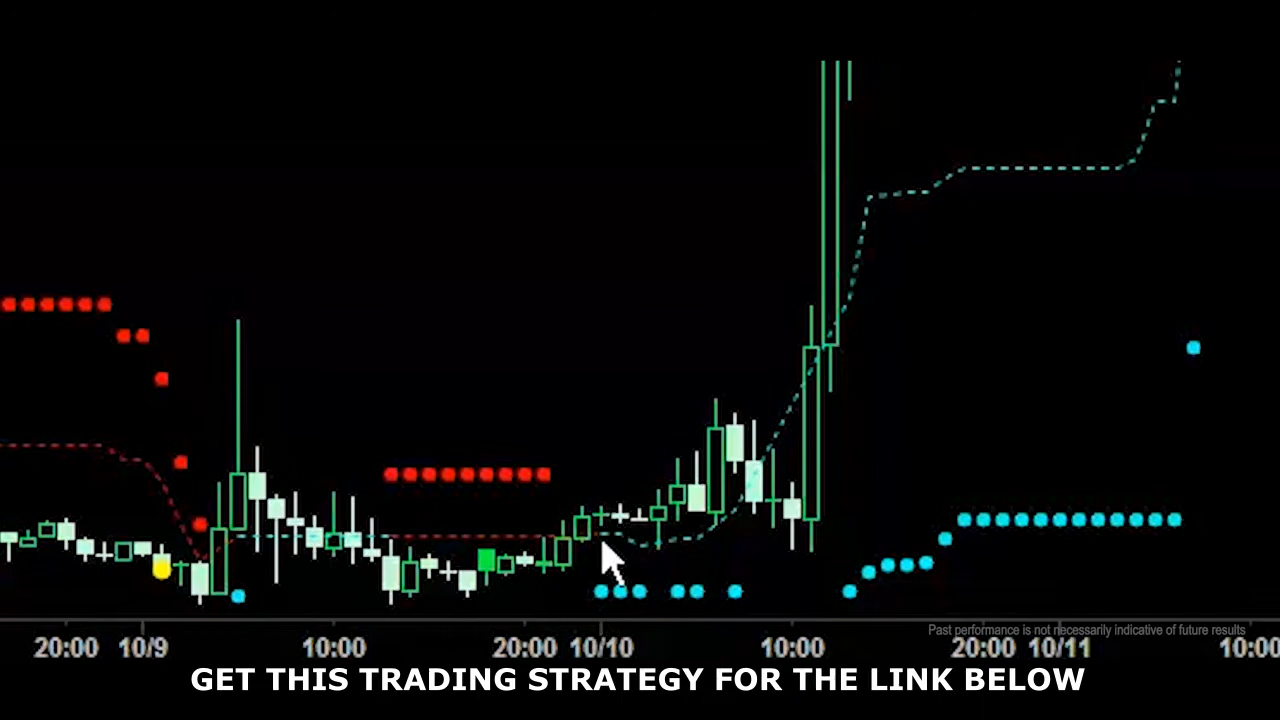 20:00 10/9 10:00 20:00 10/10 10:00 20:00 10/11 10:00
Past performance is not necessarily indicative of future results
GET THIS TRADING STRATEGY FOR THE LINK BELOW